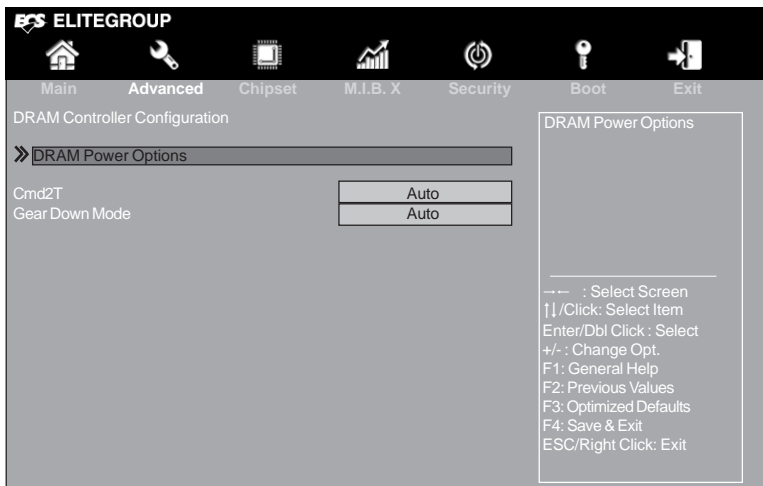 ECS ELITEGROUP
Main Advanced Chipset M.I.B. X Security Boot Exit
DRAM Controller Configuration
DRAM Power Options
Cmd2T Auto
Gear Down Mode Auto
DRAM Power Options
→← : Select Screen
↑↓/Click: Select Item
Enter/Dbl Click : Select
+/- : Change Opt.
F1: General Help
F2: Previous Values
F3: Optimized Defaults
F4: Save & Exit
ESC/Right Click: Exit